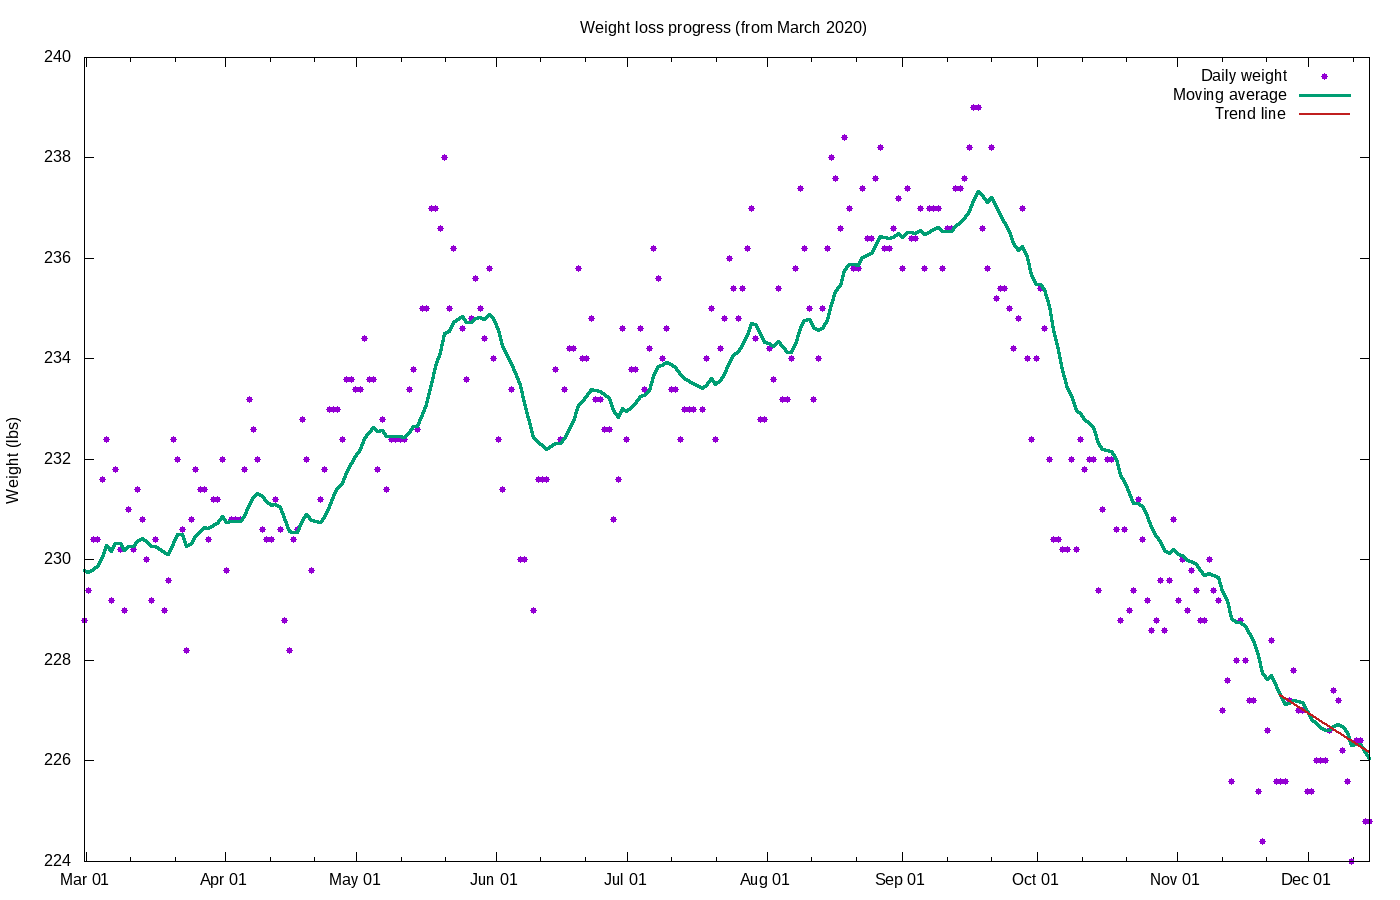 Weight loss progress (from March 2020)
Daily weight
Moving average
Trend line
Weight (lbs)
240
238
236
234
232
230
228
226
224
Mar 01 Apr 01 May 01 Jun 01 Jul 01 Aug 01 Sep 01 Oct 01 Nov 01 Dec 01